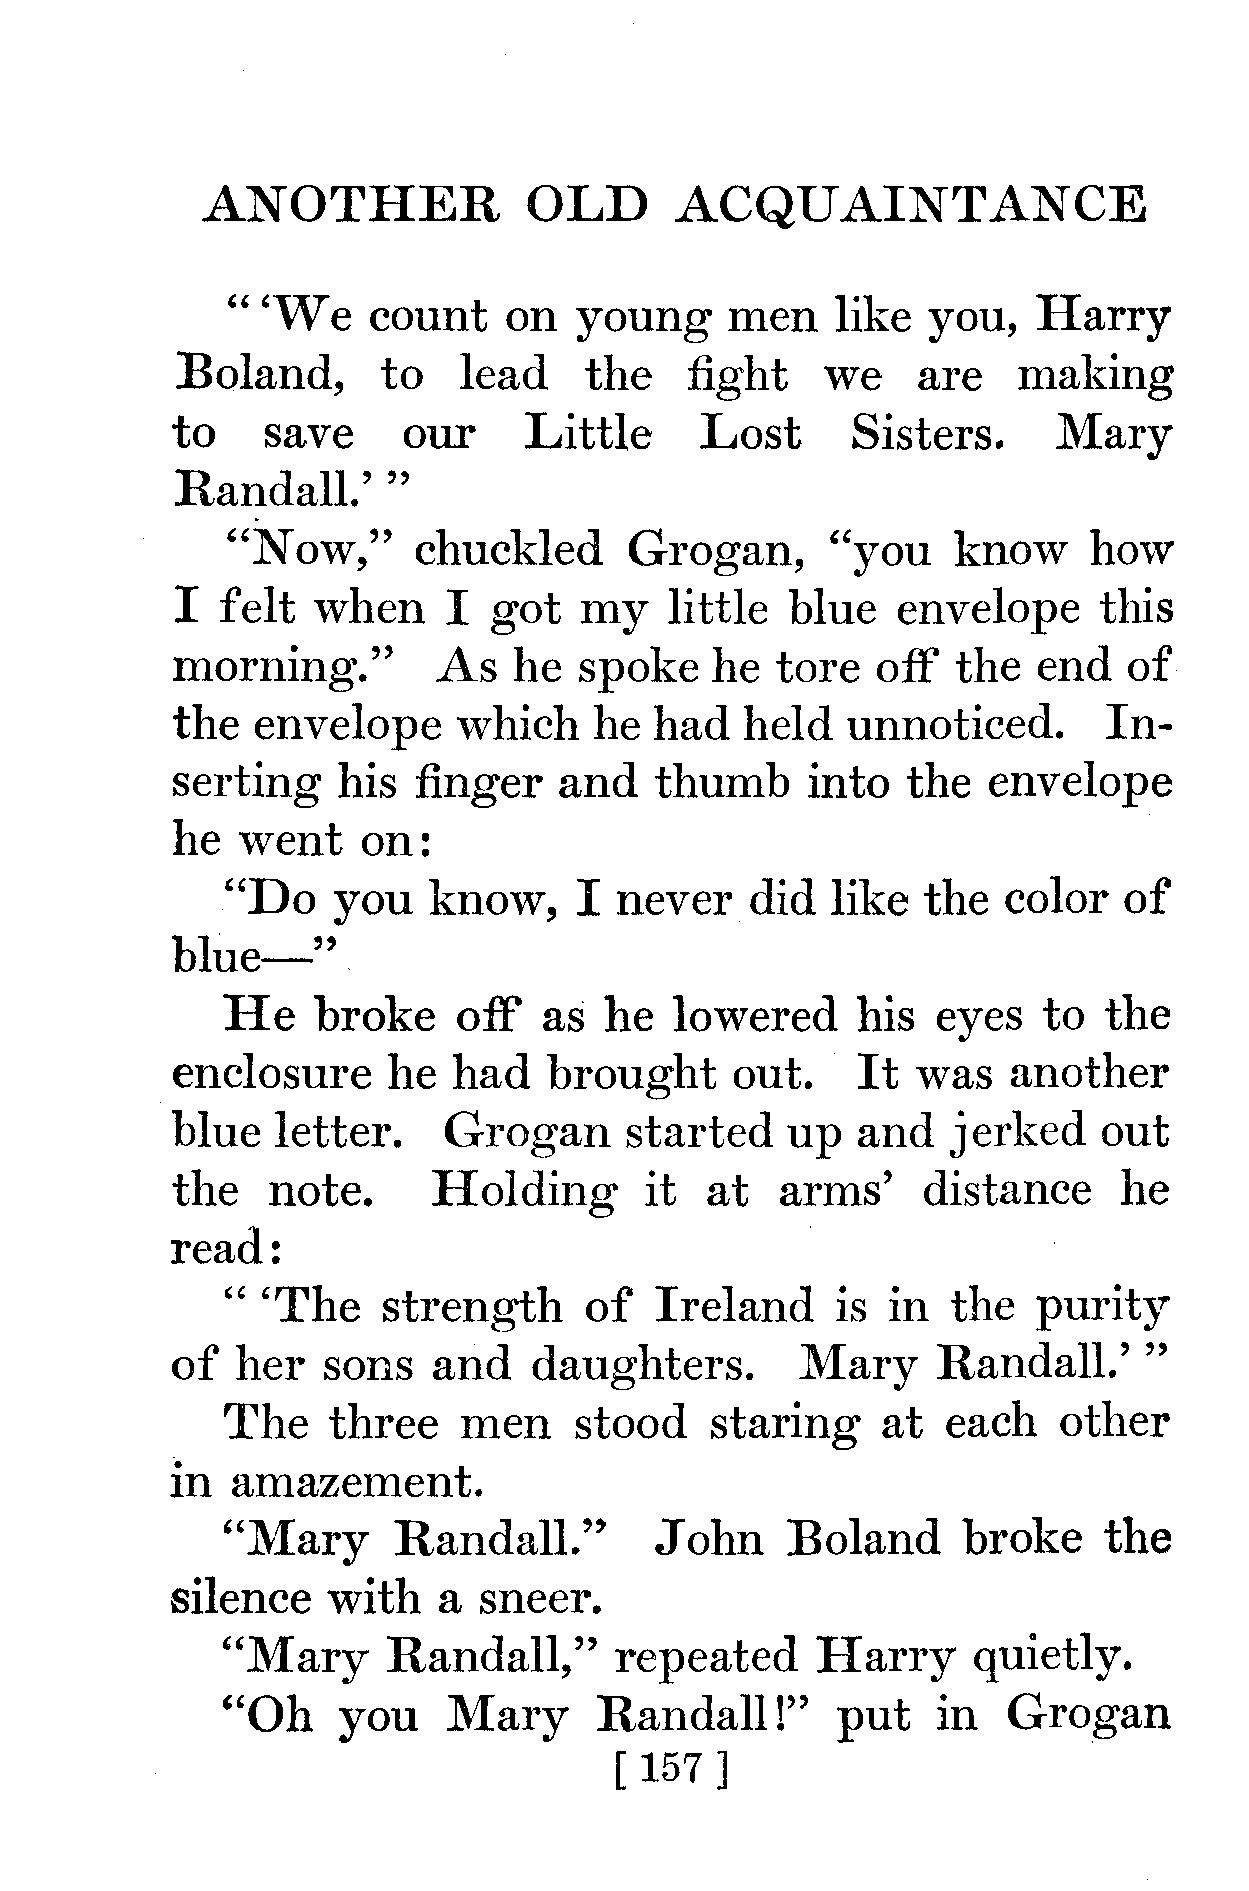 ANOTHER OLD ACQUAINTANCE
“ ‘We count on young men like you, Harry
Boland, to lead the fight we are making
to save our Little Lost Sisters. Mary
Randall.’ ”
“Now,” chuckled Grogan, “you know how
I felt when I got my little blue envelope this
morning.” As he spoke he tore off the end of
the envelope which he had held unnoticed. In-
serting his finger and thumb into the envelope
he went on:
“Do you know, I never did like the color of
blue—”
He broke off as he lowered his eyes to the
enclosure he had brought out. It was another
blue letter. Grogan started up and jerked out
the note. Holding it at arms’ distance he
read:
“ ‘The strength of Ireland is in the purity
of her sons and daughters. Mary Randall.’ ”
The three men stood staring at each other
in amazement.
“Mary Randall.” John Boland broke the
silence with a sneer.
“Mary Randall,” repeated Harry quietly.
“Oh you Mary Randall!” put in Grogan
[ 157 ]